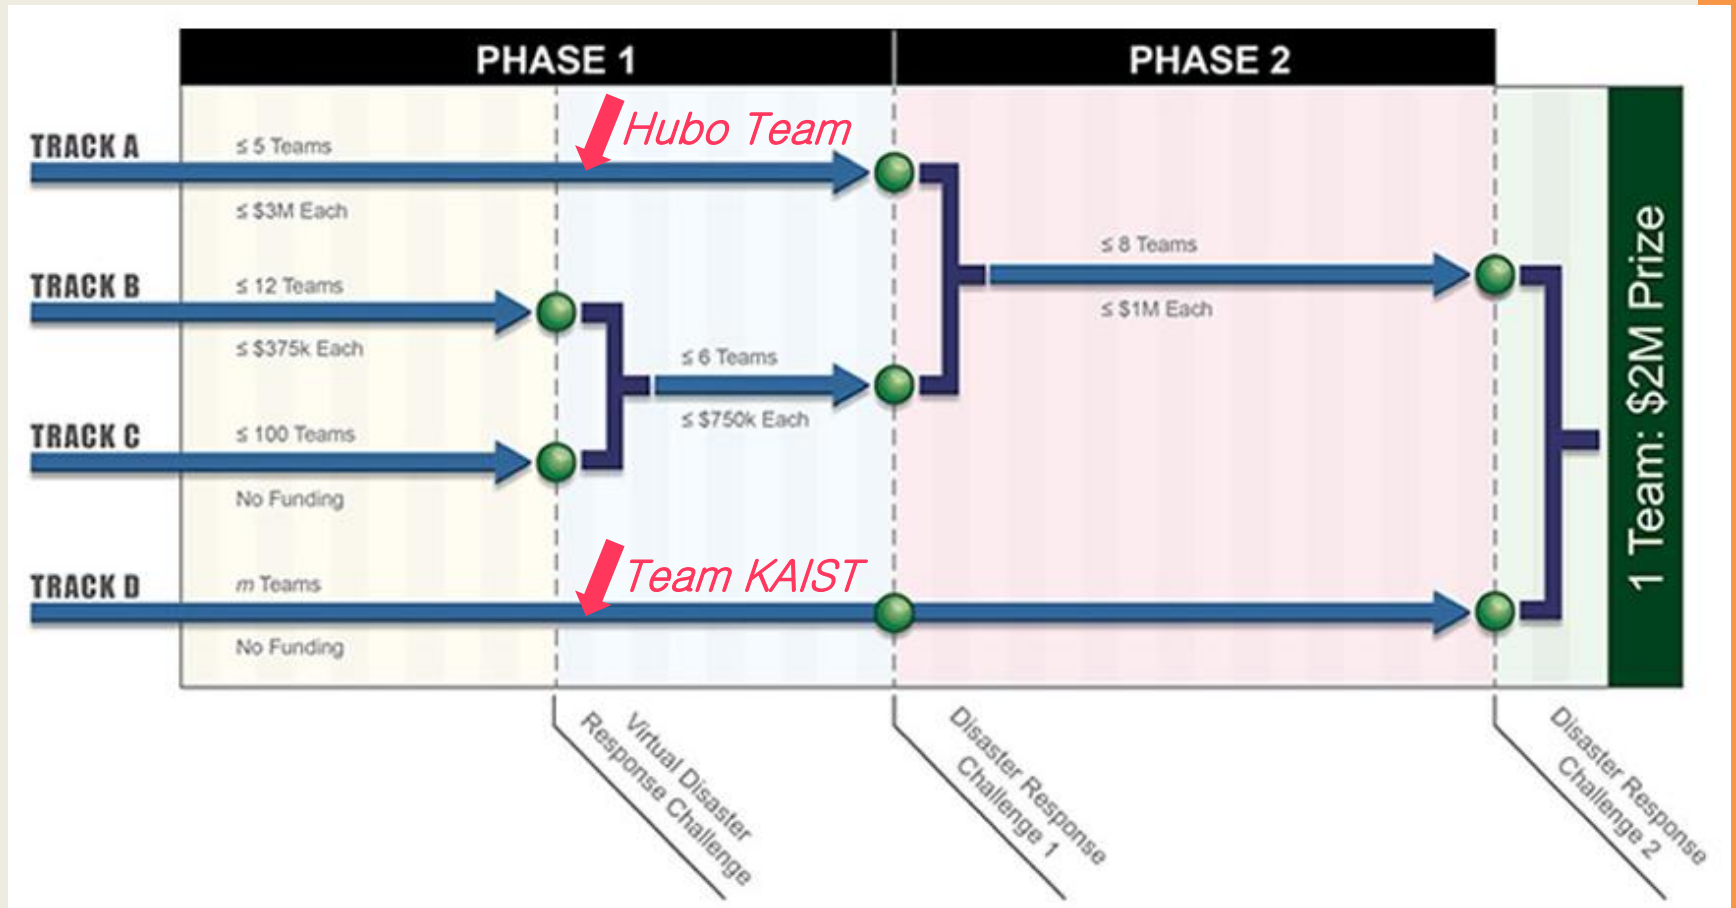 PHASE 1
PHASE 2
Hubo Team
TRACK A
≤ 5 Teams
≤ $3M Each
≤ 8 Teams
≤ $1M Each
TRACK B
≤ 12 Teams
≤ $375k Each
≤ 6 Teams
≤ $750k Each
TRACK C
≤ 100 Teams
No Funding
Team KAIST
TRACK D
m Teams
No Funding
1 Team: $2M Prize
Virtual Disaster
Response Challenge
Disaster Response
Challenge 1
Disaster Response
Challenge 2